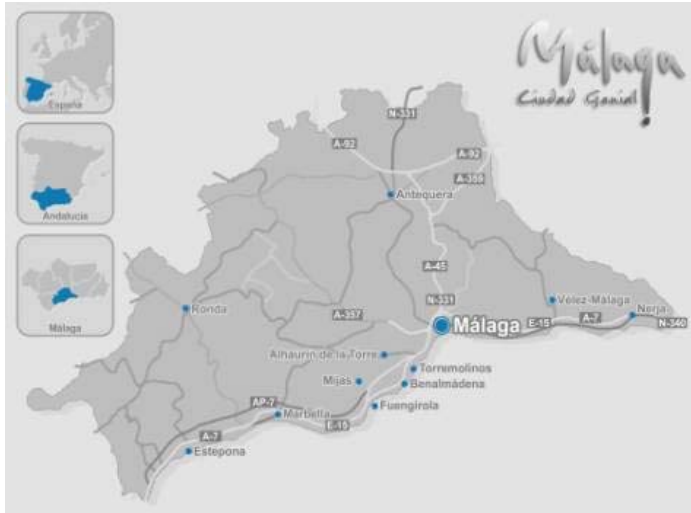 España
Andalucía
Málaga
Málaga
Ciudad Genial!
N-331
A-92
A-92
A-359
Antequera
A-45
N-331
Ronda
A-357
Málaga
Vélez-Málaga
E-15
A-7
Nerja
N-340
Alhaurín de la Torre
Torremolinos
Mijas
Benalmádena
AP-7
Marbella
Fuengirola
E-15
A-7
Estepona